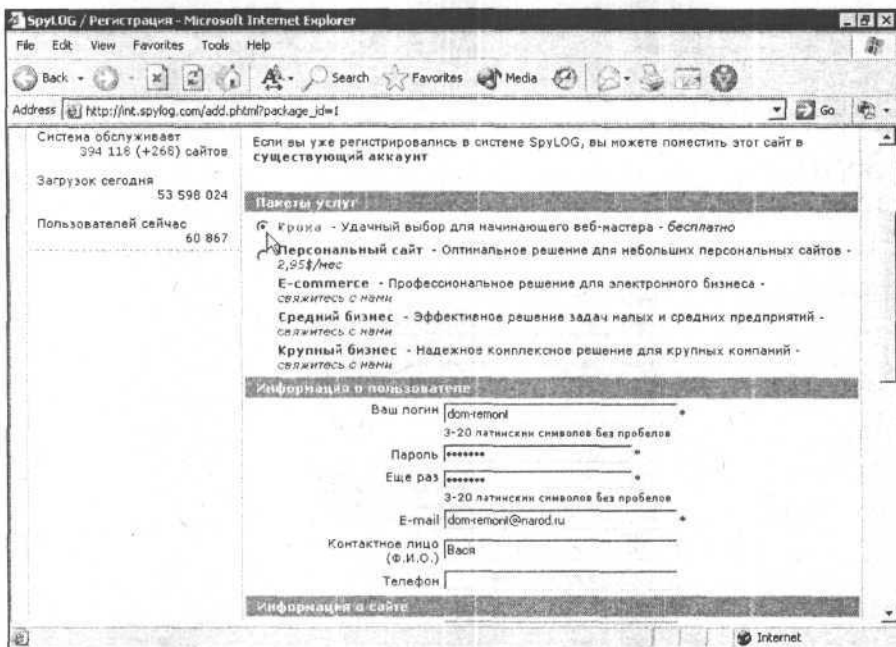 SpyLOG / Регистрация - Microsoft Internet Explorer
File Edit View Favorites Tools Help
Back Search Favorites Media
Address http://int.spylog.com/add.phtml?package_id=1 Go
Система обслуживает
394 118 (+268) сайтов
Загрузок сегодня
53 598 024
Пользователей сейчас
60 867
Если вы уже регистрировались в системе SpyLOG, вы можете поместить этот сайт в
существующий аккаунт
Пакеты услуг
Кроха - Удачный выбор для начинающего веб-мастера - бесплатно
Персональный сайт - Оптимальное решение для небольших персональных сайтов -
2,95$/мес
E-commerce - Профессиональное решение для электронного бизнеса -
свяжитесь с нами
Средний бизнес - Эффективное решение задач малых и средних предприятий -
свяжитесь с нами
Крупный бизнес - Надежное комплексное решение для крупных компаний -
свяжитесь с нами
Информация о пользователе
Ваш логин dom-remont *
3-20 латинских символов без пробелов
Пароль ••••••• *
Еще раз ••••••• *
3-20 латинских символов без пробелов
E-mail dom-remont@narod.ru *
Контактное лицо
(Ф.И.О.) Вася
Телефон
Информация о сайте
Internet